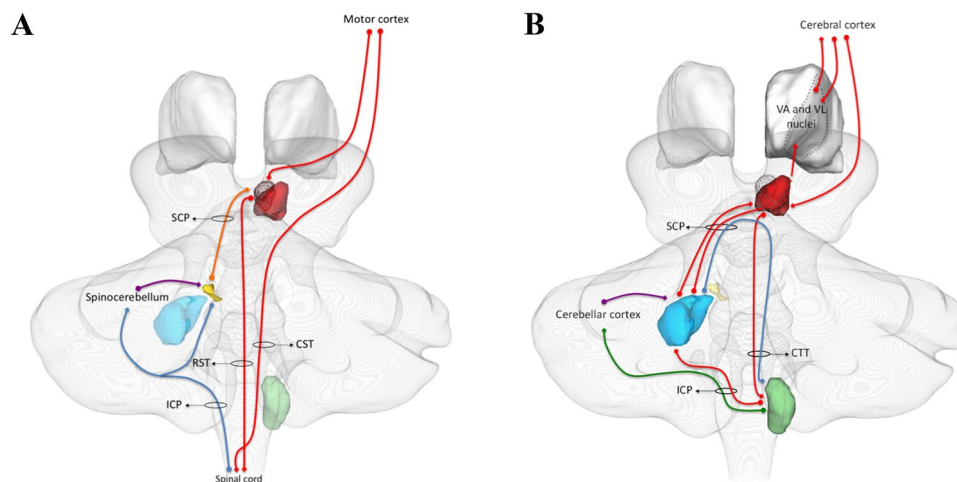 A
Motor cortex
SCP
Spinocerebellum
CST
RST
ICP
Spinal cord
B
Cerebral cortex
VA and VL
nuclei
SCP
Cerebellar cortex
CTT
ICP